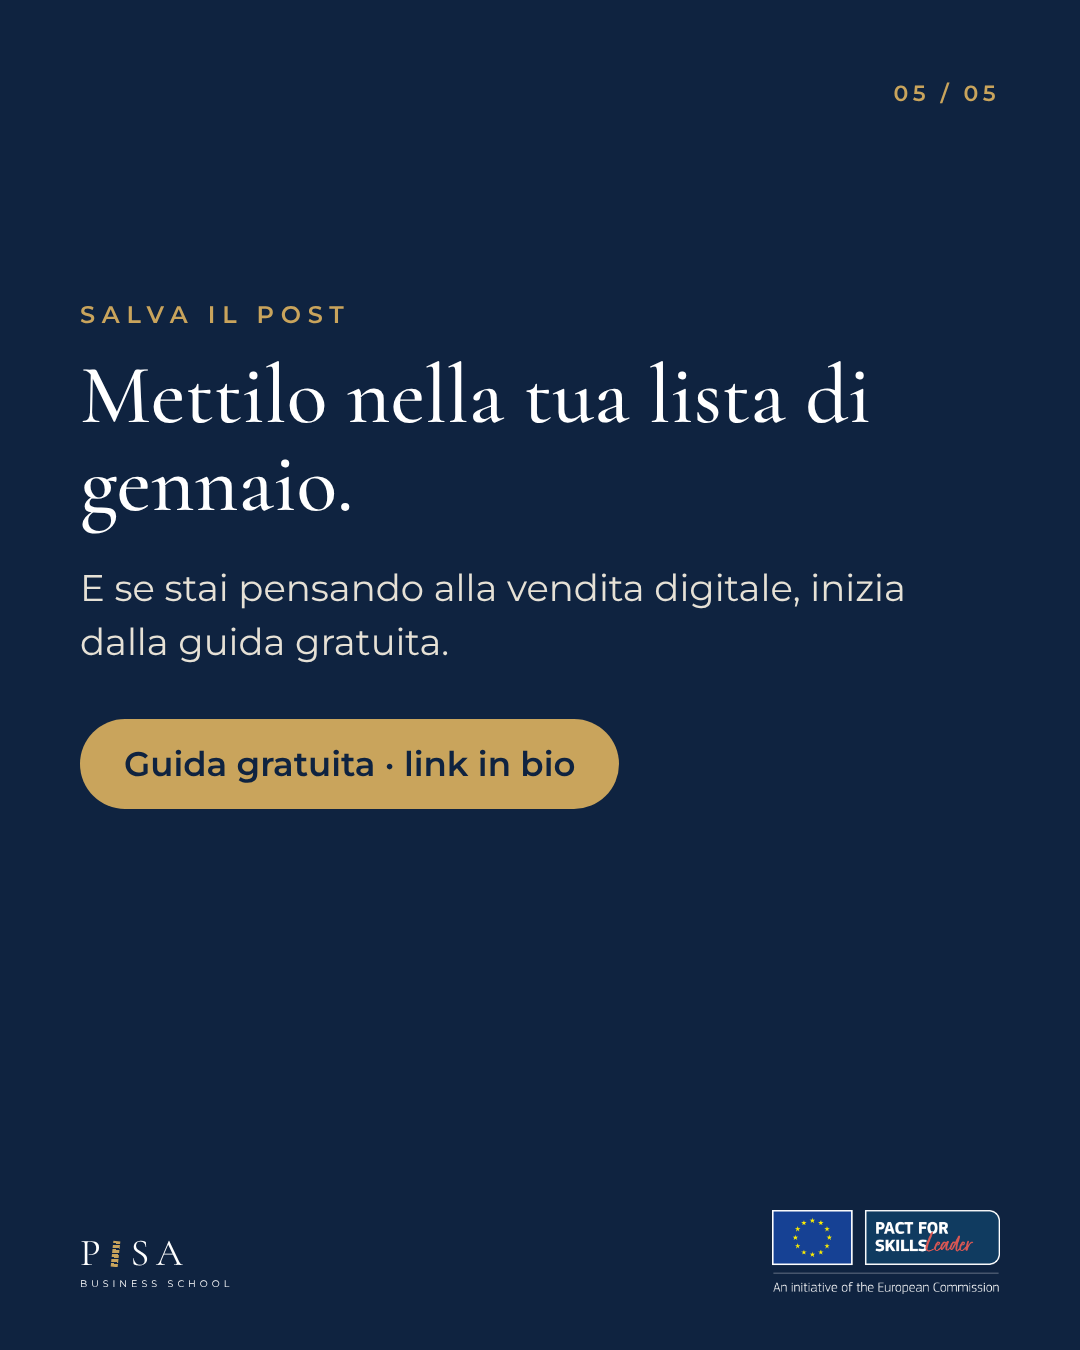 05 / 05
SALVA IL POST
Mettilo nella tua lista di
gennaio.
E se stai pensando alla vendita digitale, inizia
dalla guida gratuita.
Guida gratuita · link in bio
PISA
BUSINESS SCHOOL
PACT FOR
SKILLS Leader
An initiative of the European Commission